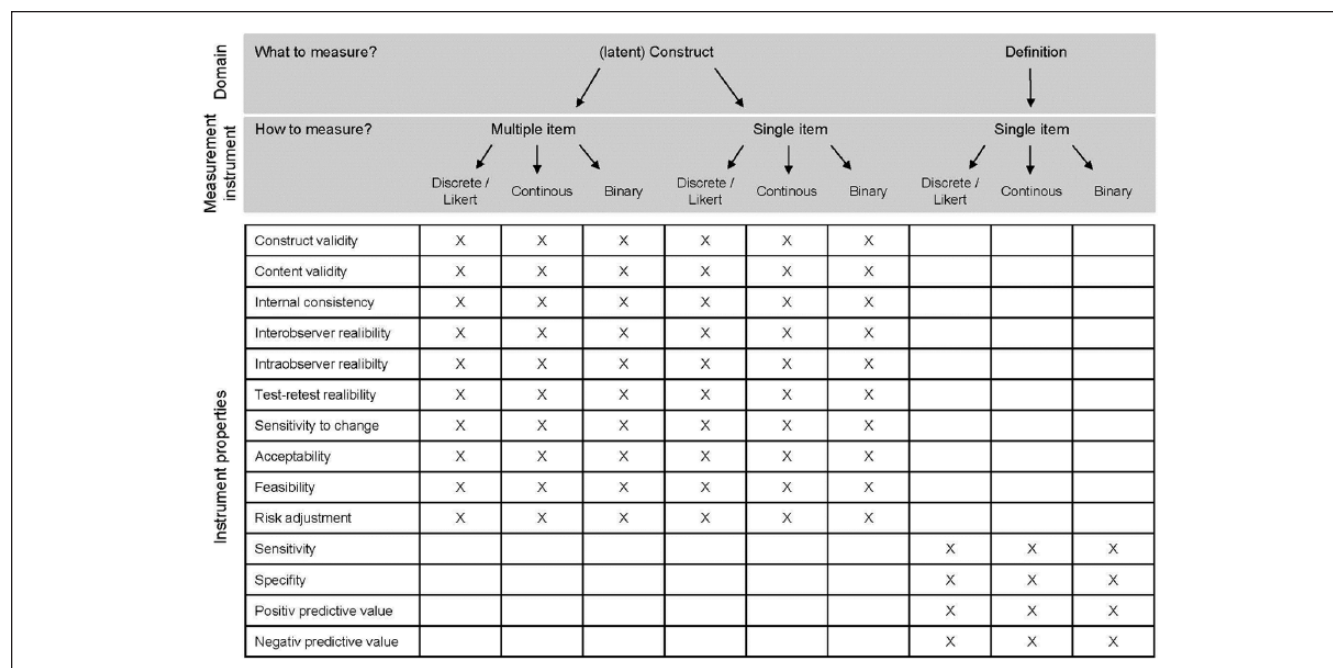 Domain
What to measure? (latent) Construct Definition
Measurement instrument
How to measure? Multiple item Single item Single item
Discrete / Likert Continous Binary Discrete / Likert Continous Binary Discrete / Likert Continous Binary
Instrument properties
Construct validity X X X X X X
Content validity X X X X X X
Internal consistency X X X X X X
Interobserver realibility X X X X X X
Intraobserver realibilty X X X X X X
Test-retest realibility X X X X X X
Sensitivity to change X X X X X X
Acceptability X X X X X X
Feasibility X X X X X X
Risk adjustment X X X X X X
Sensitivity X X X
Specifity X X X
Positiv predictive value X X X
Negativ predictive value X X X